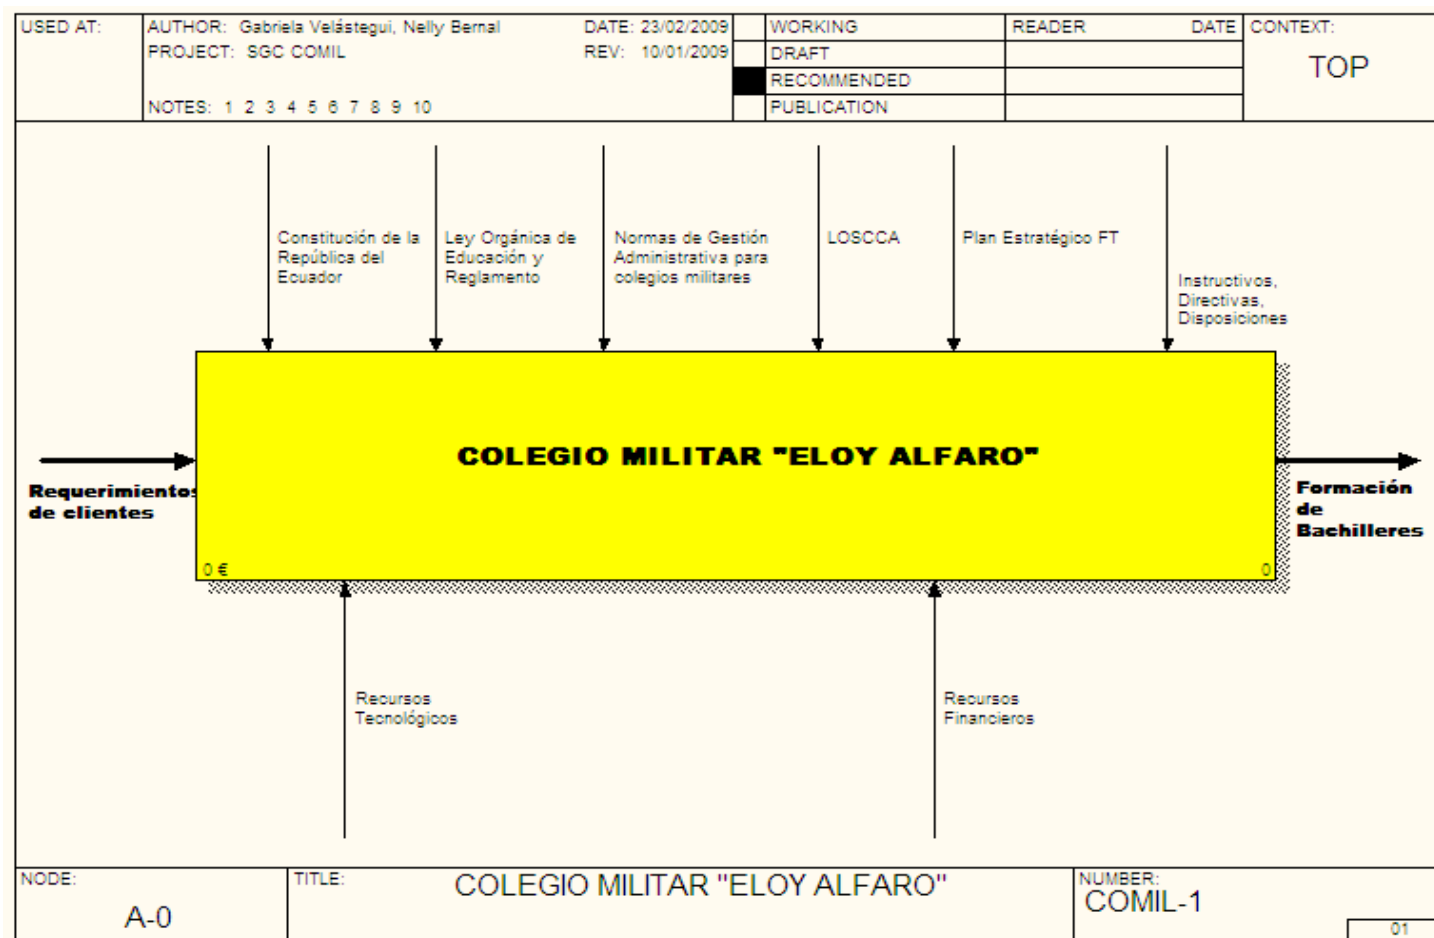 USED AT:
AUTHOR: Gabriela Velástegui, Nelly Bernal
DATE: 23/02/2009
PROJECT: SGC COMIL
REV: 10/01/2009
NOTES: 1 2 3 4 5 6 7 8 9 10
WORKING
DRAFT
RECOMMENDED
PUBLICATION
READER DATE
CONTEXT:
TOP
Constitución de la
República del
Ecuador
Ley Orgánica de
Educación y
Reglamento
Normas de Gestión
Administrativa para
colegios militares
LOSCCA
Plan Estratégico FT
Instructivos,
Directivas,
Disposiciones
COLEGIO MILITAR "ELOY ALFARO"
Requerimientos
de clientes
Formación
de
Bachilleres
0 €
0
Recursos
Tecnológicos
Recursos
Financieros
NODE:
A-0
TITLE:
COLEGIO MILITAR "ELOY ALFARO"
NUMBER:
COMIL-1
01